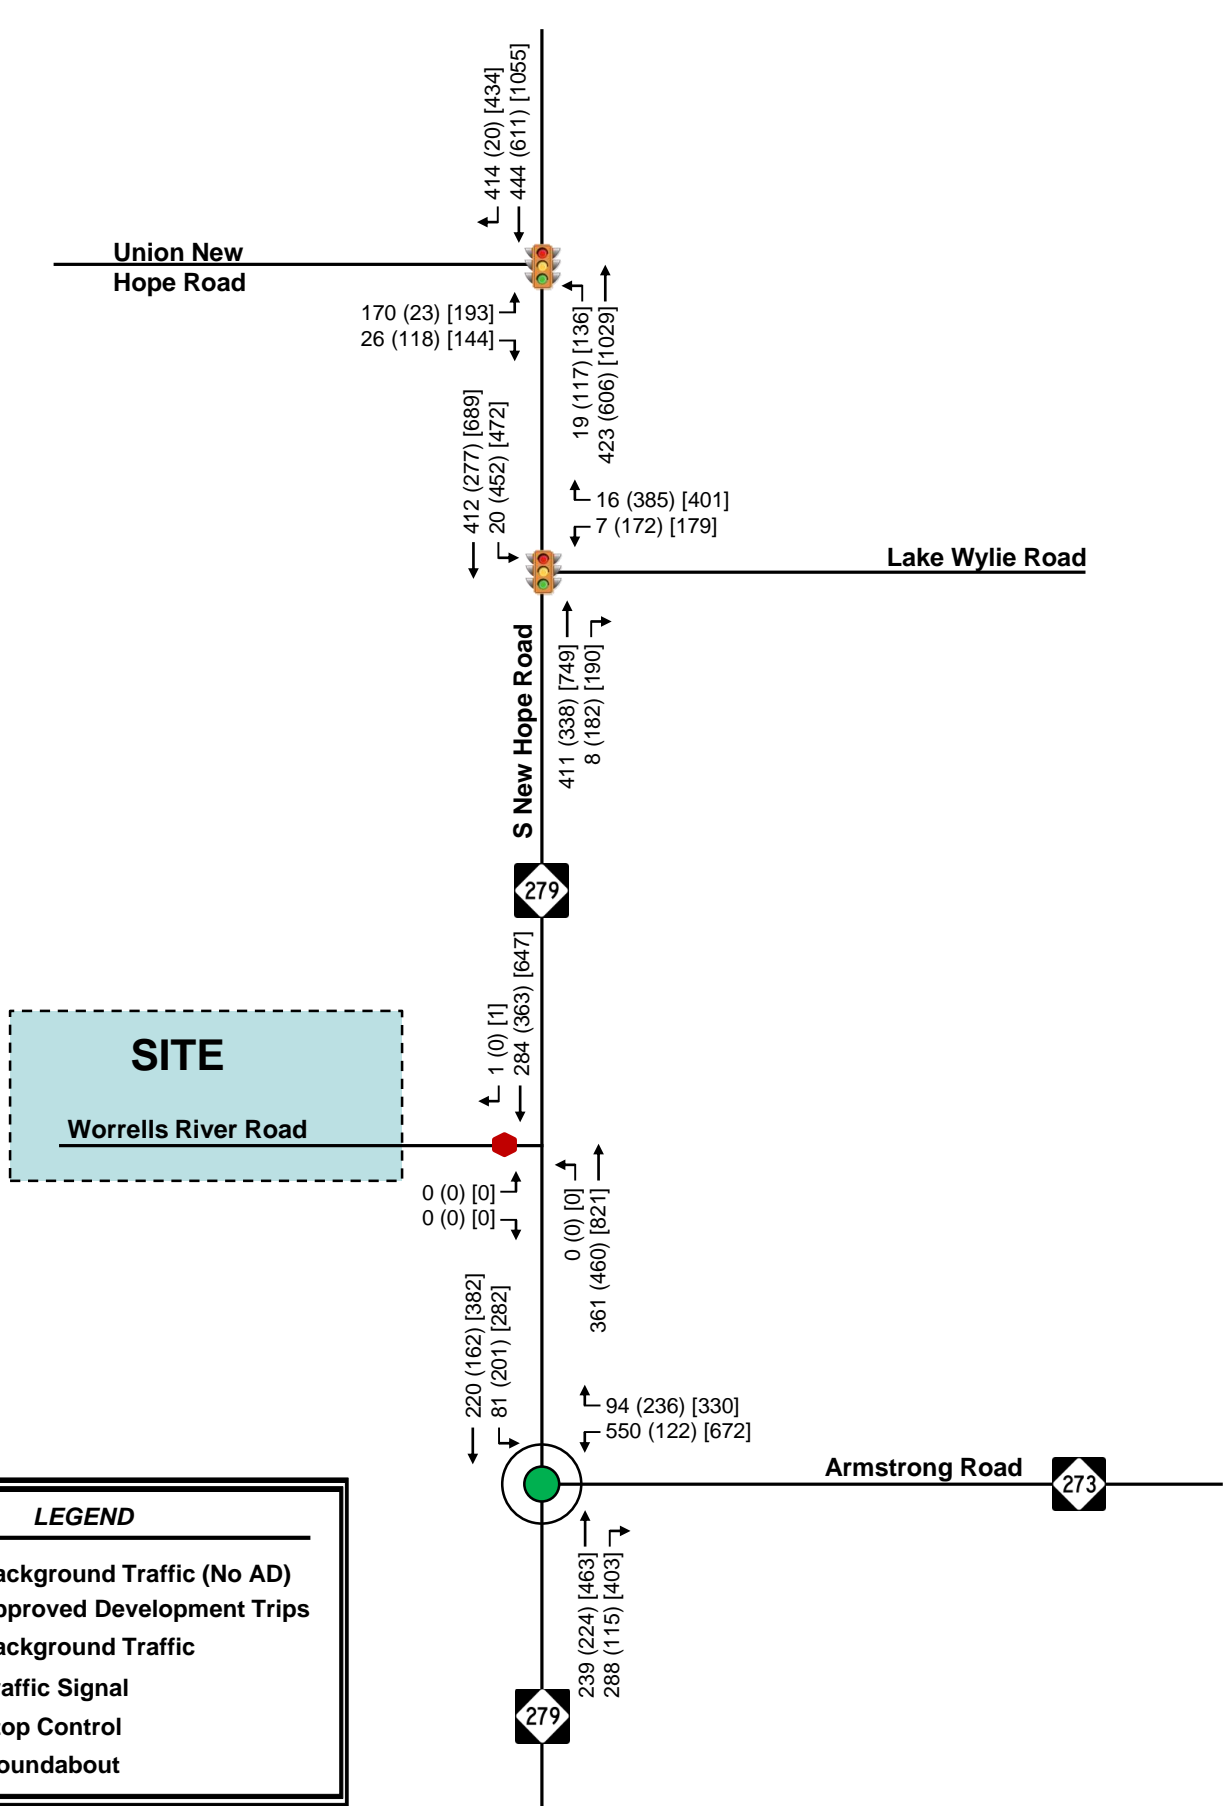 414 (20) [434]
444 (611) [1055]
Union New
Hope Road
170 (23) [193]
26 (118) [144]
19 (117) [136]
423 (606) [1029]
412 (277) [689]
20 (452) [472]
16 (385) [401]
7 (172) [179]
Lake Wylie Road
411 (338) [749]
8 (182) [190]
S New Hope Road
279
1 (0) [1]
284 (363) [647]
SITE
Worrells River Road
0 (0) [0]
0 (0) [0]
0 (0) [0]
361 (460) [821]
220 (162) [382]
81 (201) [282]
94 (236) [330]
550 (122) [672]
Armstrong Road
273
239 (224) [463]
288 (115) [403]
279
LEGEND
ackground Traffic (No AD)
pproved Development Trips
ackground Traffic
affic Signal
top Control
oundabout